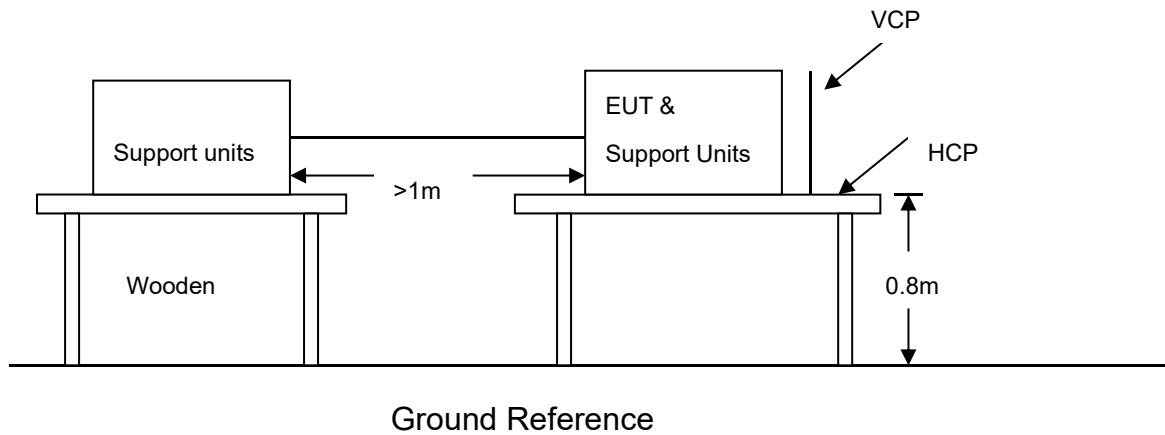 VCP
EUT &
Support units
Support Units
HCP
>1m
Wooden
0.8m
Ground Reference